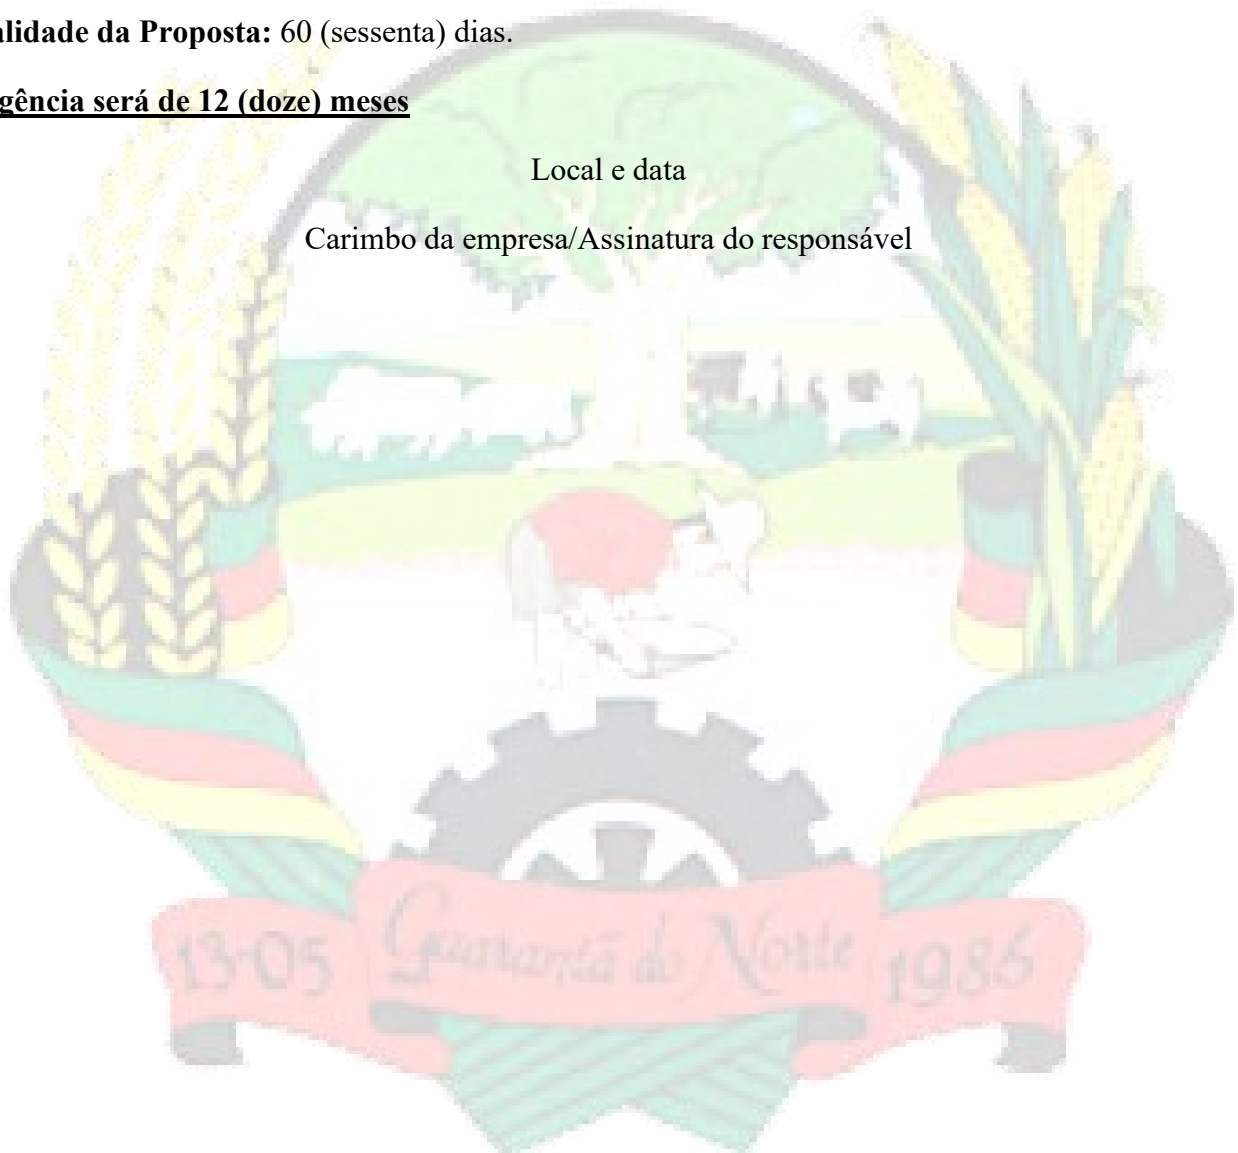 alidade da Proposta: 60 (sessenta) dias.
gência será de 12 (doze) meses
Local e data
Carimbo da empresa/Assinatura do responsável
13-05 Guarantã do Norte 1986